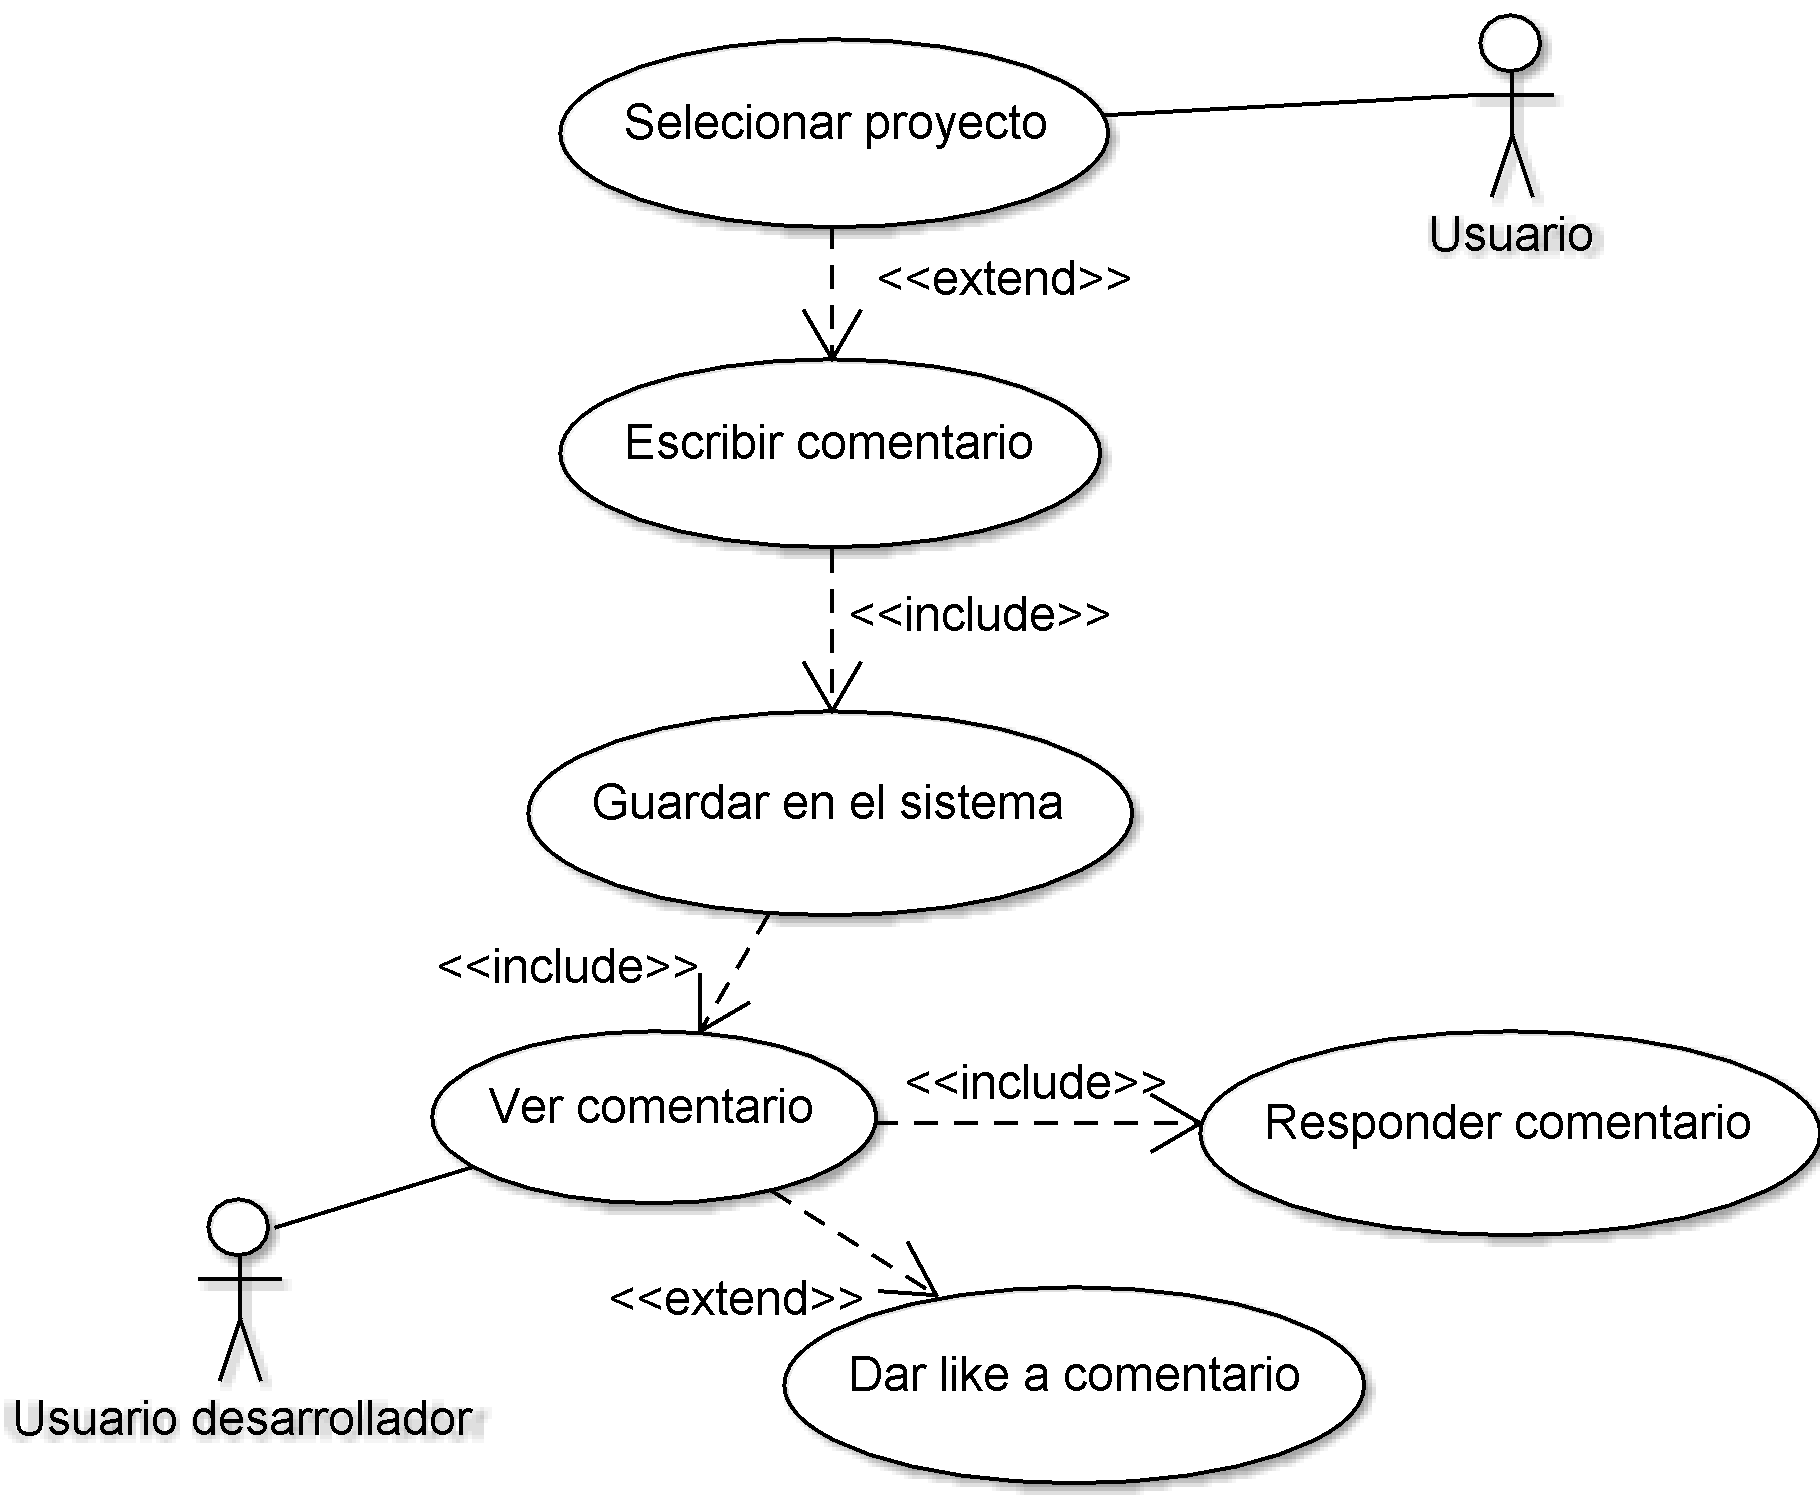 Selecionar proyecto
Usuario
<<extend>>
Escribir comentario
<<include>>
Guardar en el sistema
<<include>>
Ver comentario
<<include>>
Responder comentario
<<extend>>
Dar like a comentario
Usuario desarrollador